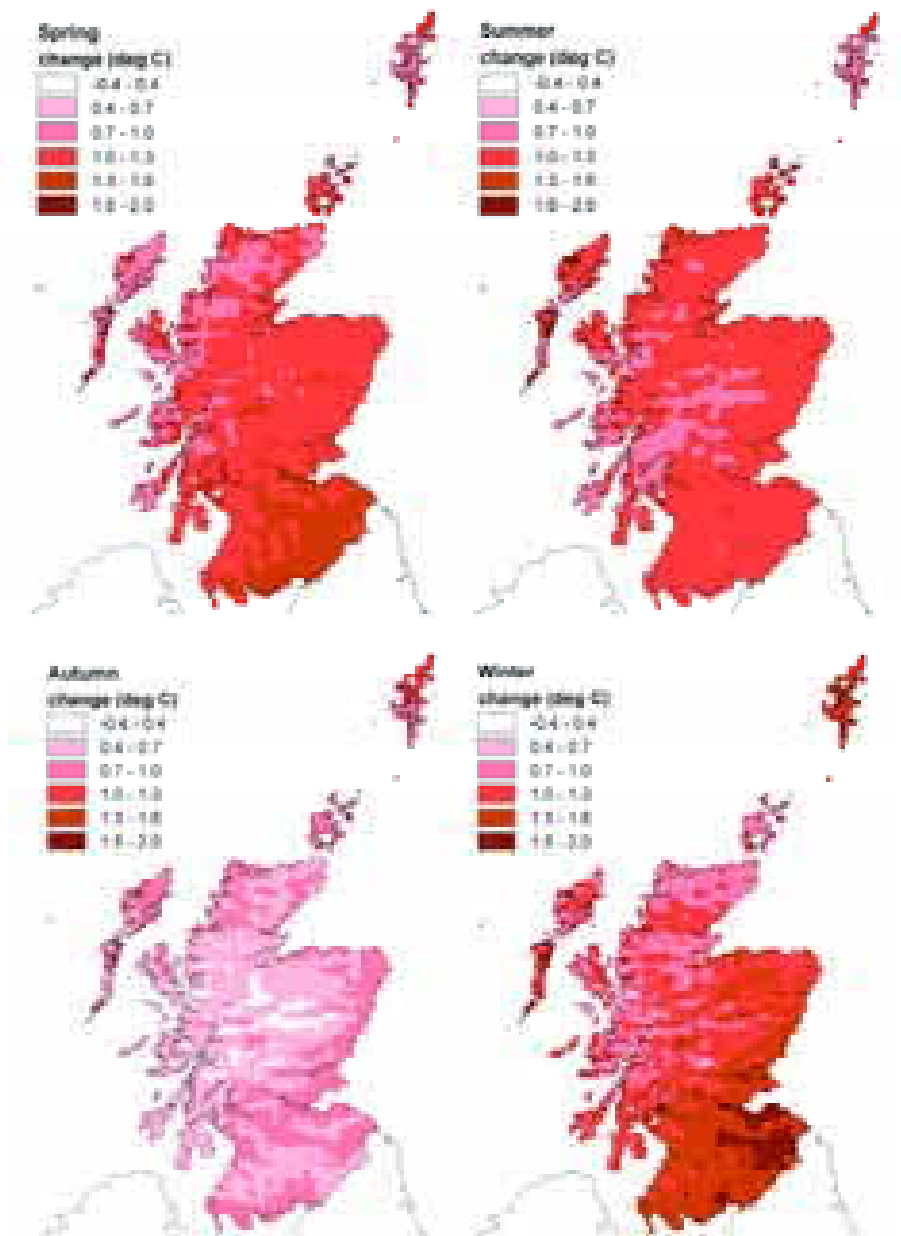 Spring
change (deg C)
-0.4 - 0.4
0.4 - 0.7
0.7 - 1.0
1.0 - 1.3
1.3 - 1.6
1.6 - 2.0
Summer
change (deg C)
-0.4 - 0.4
0.4 - 0.7
0.7 - 1.0
1.0 - 1.3
1.3 - 1.6
1.6 - 2.0
Autumn
change (deg C)
-0.4 - 0.4
0.4 - 0.7
0.7 - 1.0
1.0 - 1.3
1.3 - 1.6
1.6 - 2.0
Winter
change (deg C)
-0.4 - 0.4
0.4 - 0.7
0.7 - 1.0
1.0 - 1.3
1.3 - 1.6
1.6 - 2.0